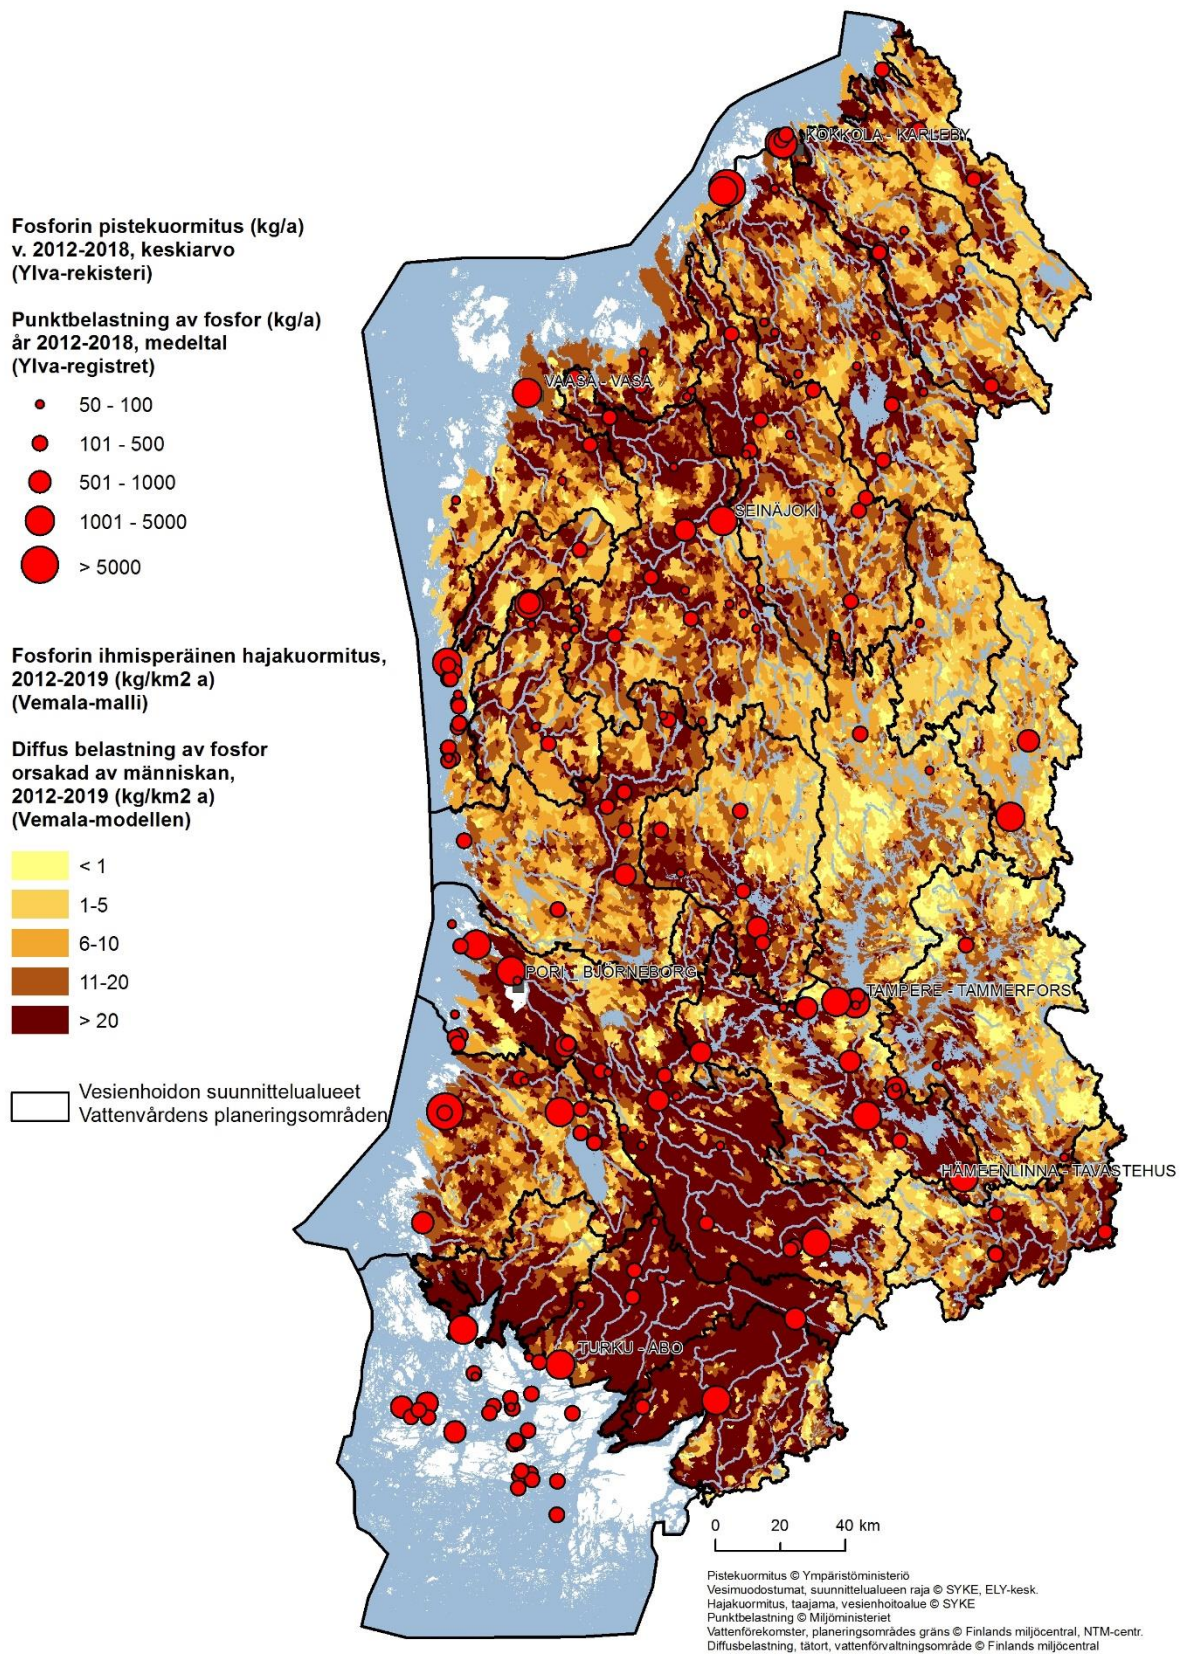 Fosforin pistekuormitus (kg/a)
v. 2012-2018, keskiarvo
(Ylva-rekisteri)
Punktbelastning av fosfor (kg/a)
år 2012-2018, medeltal
(Ylva-registret)
50 - 100
101 - 500
501 - 1000
1001 - 5000
> 5000
Fosforin ihmisperäinen hajakuormitus,
2012-2019 (kg/km2 a)
(Vemala-malli)
Diffus belastning av fosfor
orsakad av människan,
2012-2019 (kg/km2 a)
(Vemala-modellen)
< 1
1-5
6-10
11-20
> 20
Vesienhoidon suunnittelualueet
Vattenvårdens planeringsområden
KOKKOLA - KARLEBY
VAASA - VASA
SEINÄJOKI
PORI - BJÖRNEBORG
TAMPERE - TAMMERFORS
HÄMEENLINNA - TAVASTEHUS
TURKU - ÅBO
0 20 40 km
Pistekuormitus © Ympäristöministeriö
Vesimuodostumat, suunnittelualueen raja © SYKE, ELY-kesk.
Hajakuormitus, taajama, vesienhoitoalue © SYKE
Punktbelastning © Miljöministeriet
Vattenförekomster, planeringsområdes gräns © Finlands miljöcentral, NTM-centr.
Diffusbelastning, tätort, vattenförvaltningsområde © Finlands miljöcentral